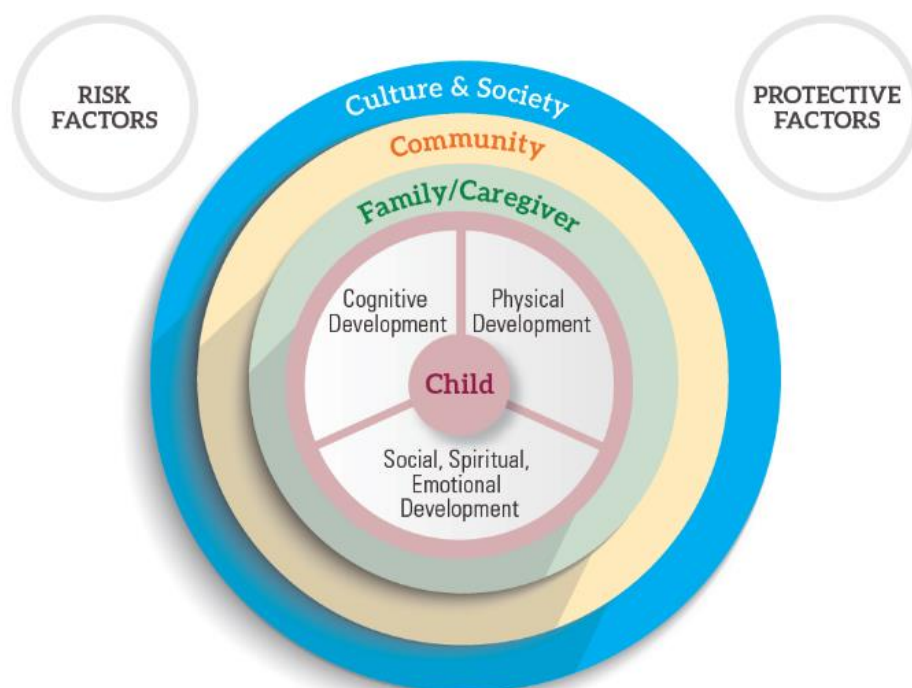 RISK
FACTORS
PROTECTIVE
FACTORS
Culture & Society
Community
Family/Caregiver
Cognitive
Development
Physical
Development
Child
Social, Spiritual,
Emotional
Development